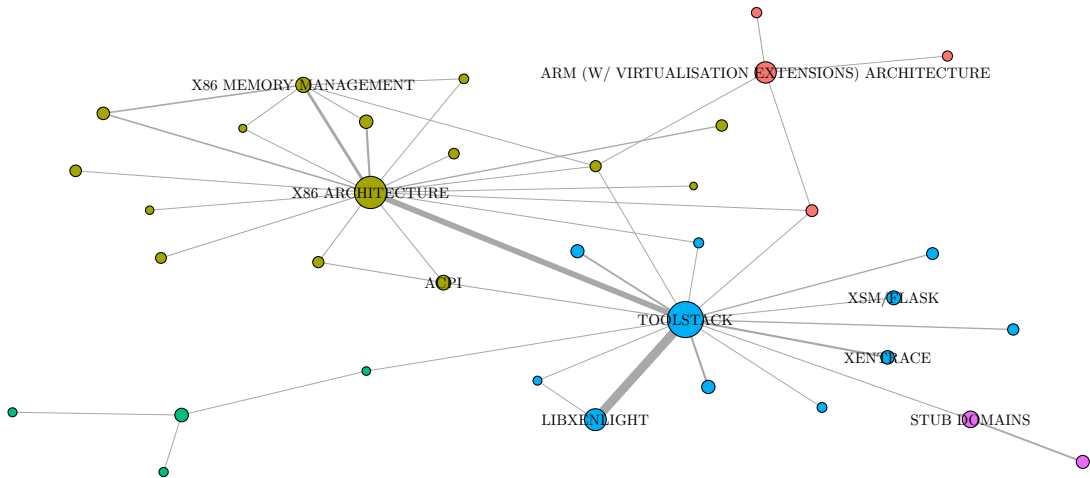 ARM (W/ VIRTUALISATION EXTENSIONS) ARCHITECTURE
X86 MEMORY MANAGEMENT
X86 ARCHITECTURE
ACPI
XSM/FLASK
TOOLSTACK
XENTRACE
LIBXENLIGHT
STUB DOMAINS